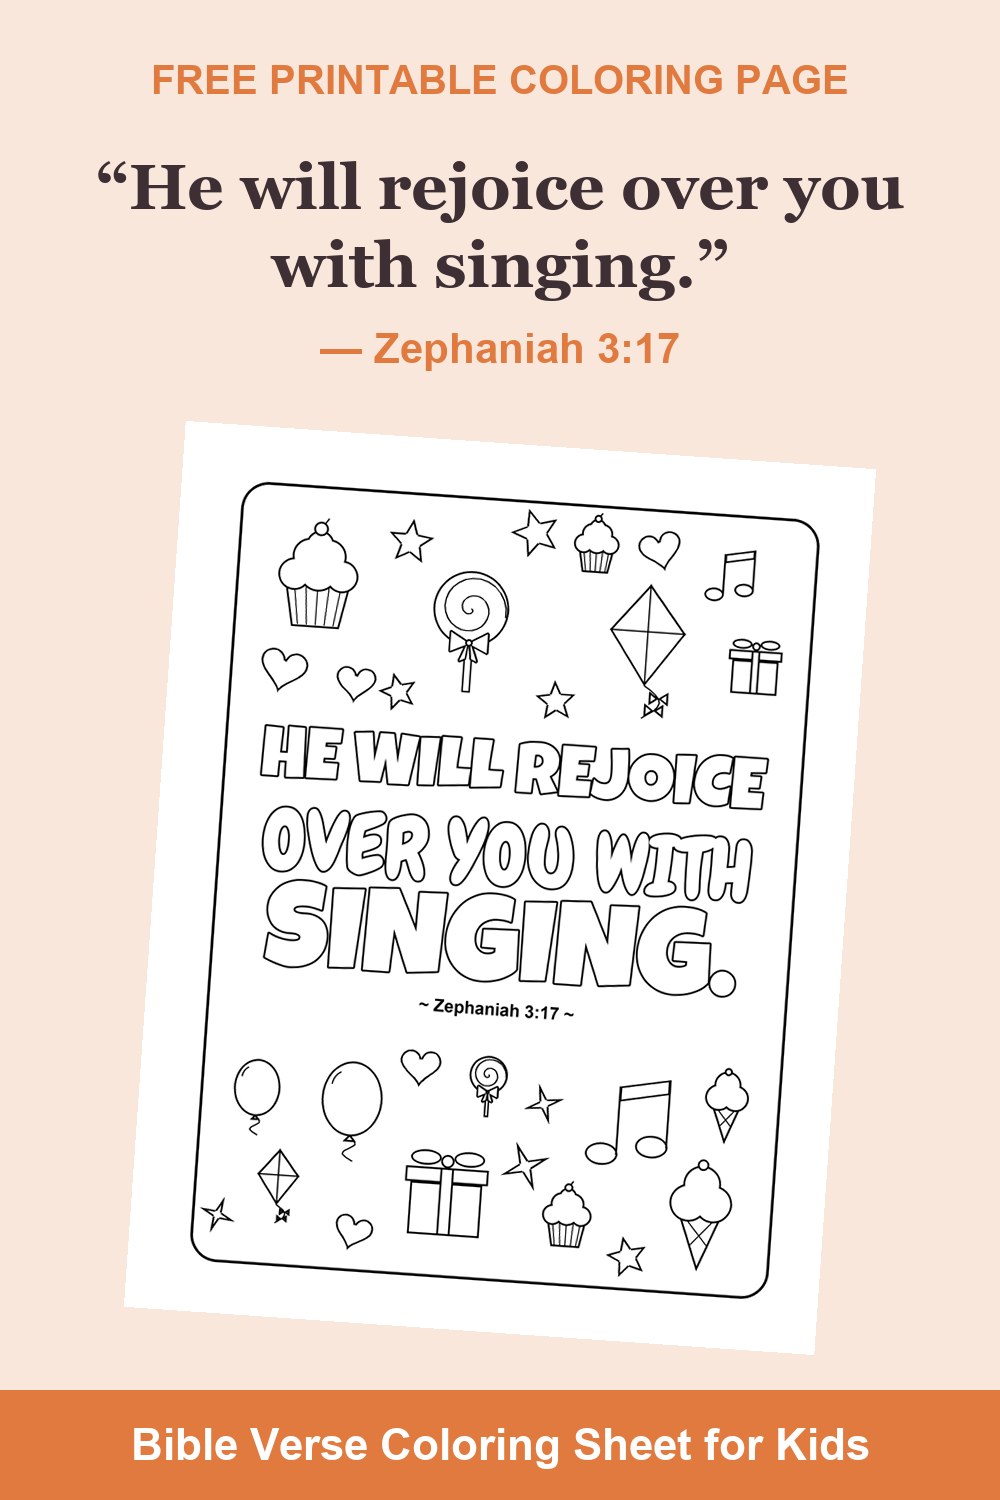 FREE PRINTABLE COLORING PAGE
“He will rejoice over you
with singing.”
— Zephaniah 3:17
HE WILL REJOICE
OVER YOU WITH
SINGING.
~ Zephaniah 3:17 ~
Bible Verse Coloring Sheet for Kids